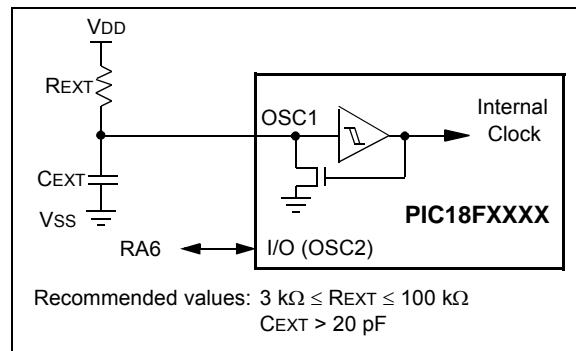 VDD
REXT
OSC1
Internal
Clock
CEXT
VSS
PIC18FXXXX
RA6
I/O (OSC2)
Recommended values: 3 kΩ ≤ REXT ≤ 100 kΩ
CEXT > 20 pF